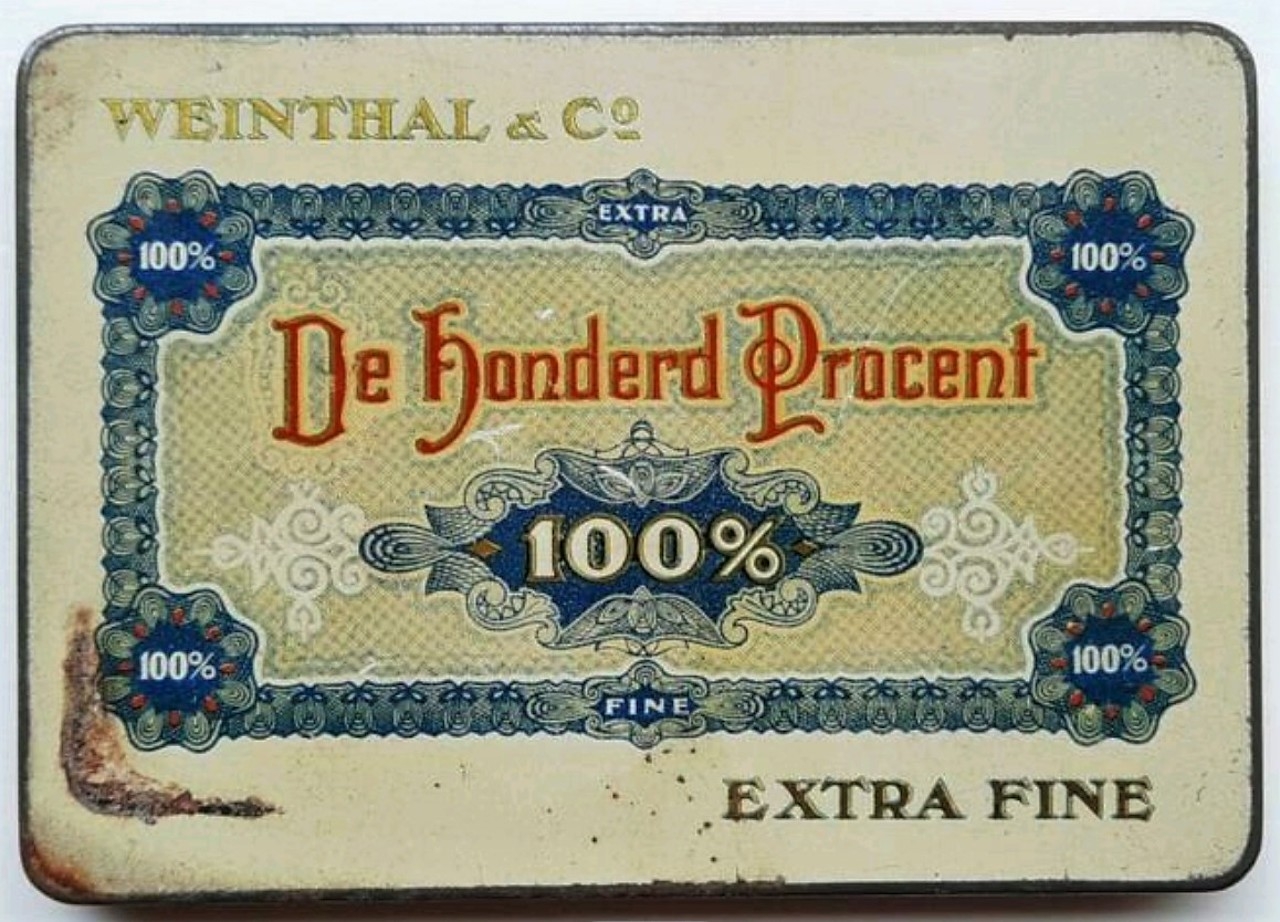 WEINTHAL & Cº
EXTRA
100%
100%
De Honderd Procent
100%
100%
100%
FINE
EXTRA FINE